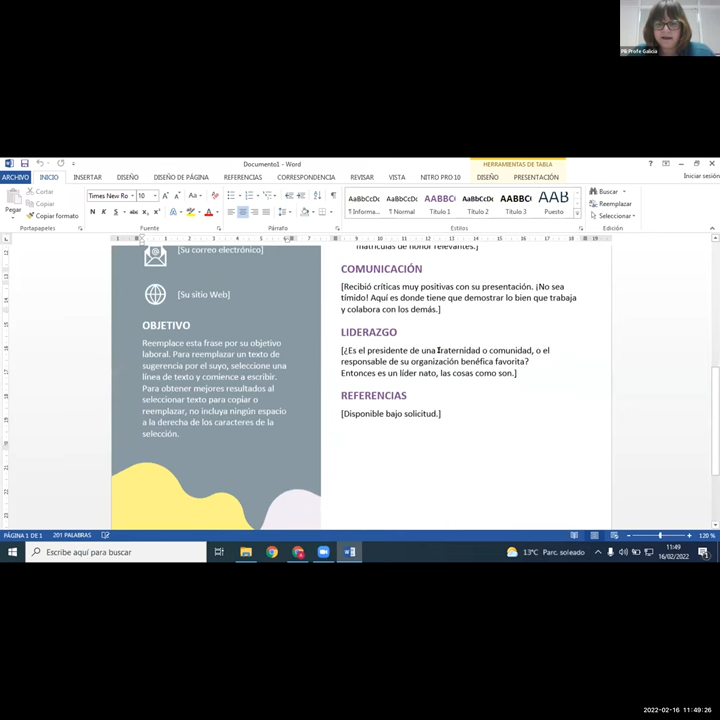 Pili Profe Galicia
Documento1 - Word
HERRAMIENTAS DE TABLA
ARCHIVO INICIO INSERTAR DISEÑO DISEÑO DE PÁGINA REFERENCIAS CORRESPONDENCIA REVISAR VISTA NITRO PRO 10 DISEÑO PRESENTACIÓN Iniciar sesión
Pegar
Cortar
Copiar
Copiar formato
Portapapeles
Times New Ro 10
N K S abc
Fuente
Párrafo
AaBbCcDc AaBbCcDc AABBC AaBbCcDc AABBC AAB
¶ Informa... ¶ Normal Título 1 Título 2 Título 3 Puesto
Estilos
Buscar
Reemplazar
Seleccionar
Edición
[Su correo electrónico]
[Su sitio Web]
OBJETIVO
Reemplace esta frase por su objetivo
laboral. Para reemplazar un texto de
sugerencia por el suyo, seleccione una
línea de texto y comience a escribir.
Para obtener mejores resultados al
seleccionar texto para copiar o
reemplazar, no incluya ningún espacio
a la derecha de los caracteres de la
selección.
matrículas de honor relevantes.]
COMUNICACIÓN
[Recibió críticas muy positivas con su presentación. ¡No sea
tímido! Aquí es donde tiene que demostrar lo bien que trabaja
y colabora con los demás.]
LIDERAZGO
[¿Es el presidente de una fraternidad o comunidad, o el
responsable de su organización benéfica favorita?
Entonces es un líder nato, las cosas como son.]
REFERENCIAS
[Disponible bajo solicitud.]
PÁGINA 1 DE 1 201 PALABRAS 120 %
Escribe aquí para buscar
13°C Parc. soleado
11:49
16/02/2022
2022-02-16 11:49:26